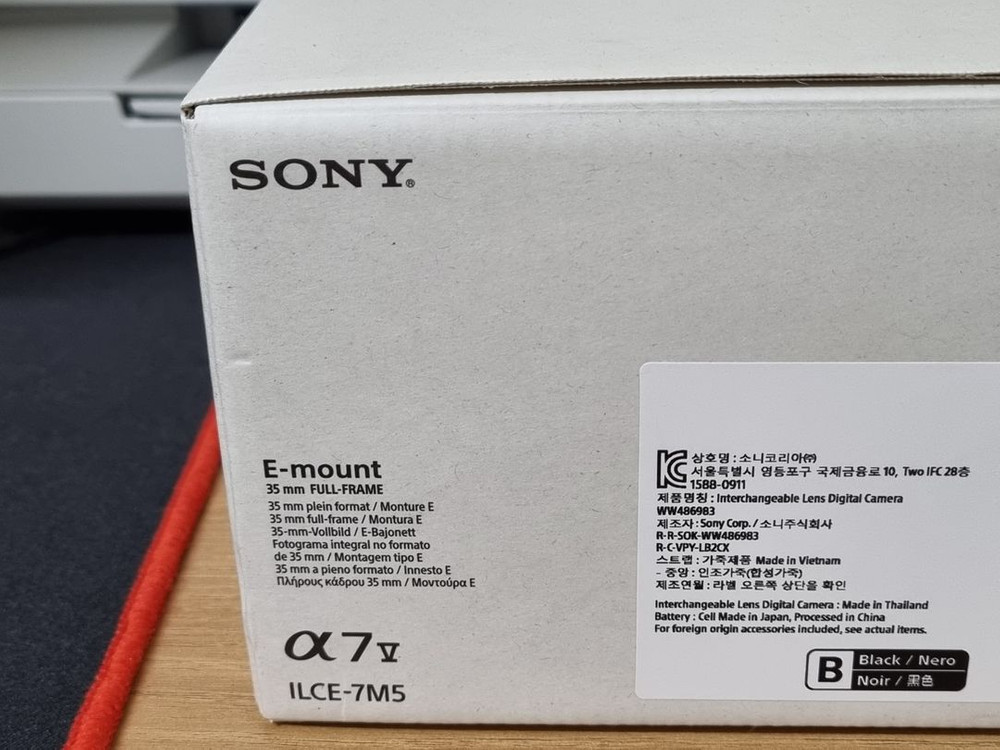 SONY®
E-mount
35 mm FULL-FRAME
35 mm plein format / Monture E
35 mm full-frame / Montura E
35-mm-Vollbild / E-Bajonett
Fotograma integral no formato
de 35 mm / Montagem tipo E
35 mm a pieno formato / Innesto E
Πλήρους κάδρου 35 mm / Μοντούρα E
α7V
ILCE-7M5
상호명 : 소니코리아㈜
서울특별시 영등포구 국제금융로 10, Two IFC 28층
1588-0911
제품명칭 : Interchangeable Lens Digital Camera
WW486983
제조자 : Sony Corp. / 소니주식회사
R-R-SOK-WW486983
R-C-VPY-LB2CX
스트랩 : 가죽제품 Made in Vietnam
- 중앙 : 인조가죽(합성가죽)
제조연월 : 라벨 오른쪽 상단을 확인
Interchangeable Lens Digital Camera : Made in Thailand
Battery : Cell Made in Japan, Processed in China
For foreign origin accessories included, see actual items.
B Black / Nero
Noir / 黑色